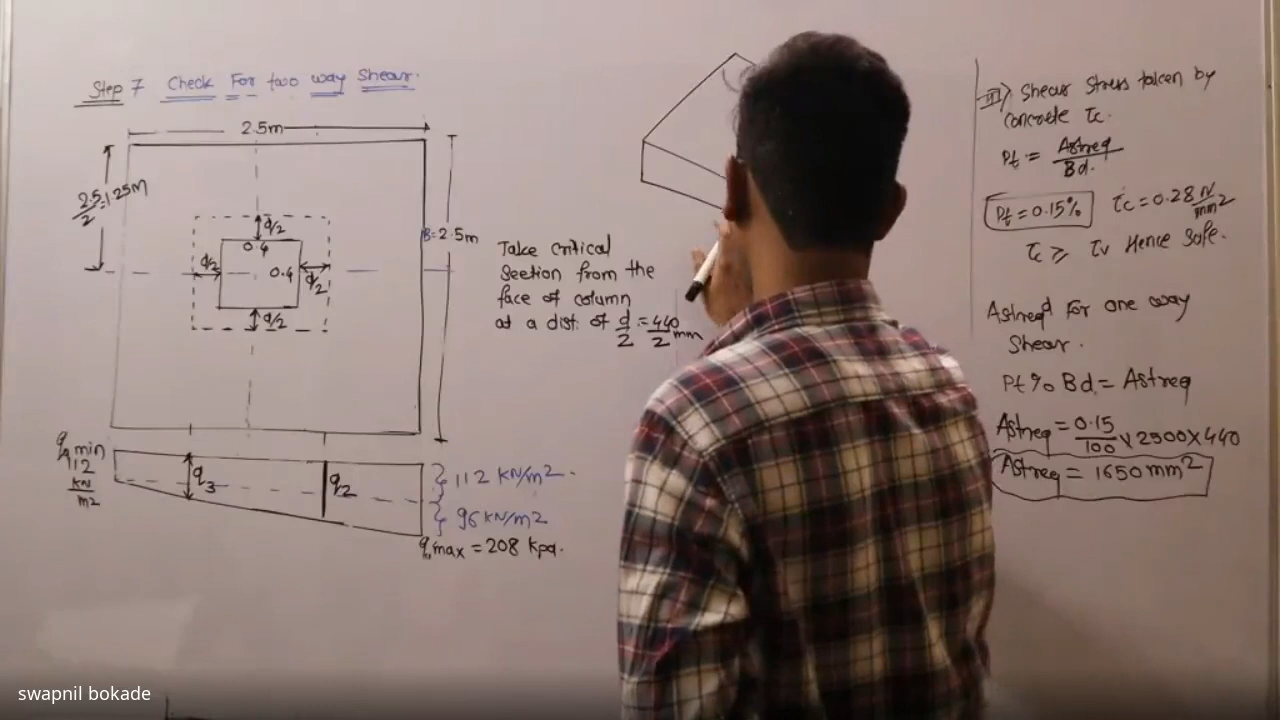 Step 7 Check For two way Shear.
2.5m
2.5/2 = 1.25m
d/2
0.4
d/2
0.4
d/2
d/2
B=2.5m
Take critical
section from the
face of column
at a dist. of d/2 = 440/2 mm
q min
112
KN/m2
q3
q2
112 KN/m2
96 KN/m2
qmax = 208 kpa.
III) Shear stress taken by
concrete τc.
Pt = Astreq/Bd.
Pt = 0.15% τc = 0.28 N/mm2
τc ⩾ τv Hence Safe.
Astreqd For one way
Shear.
Pt% Bd = Astreq
Astreq = 0.15/100 x 2500 x 440
Astreq = 1650 mm2
swapnil bokade